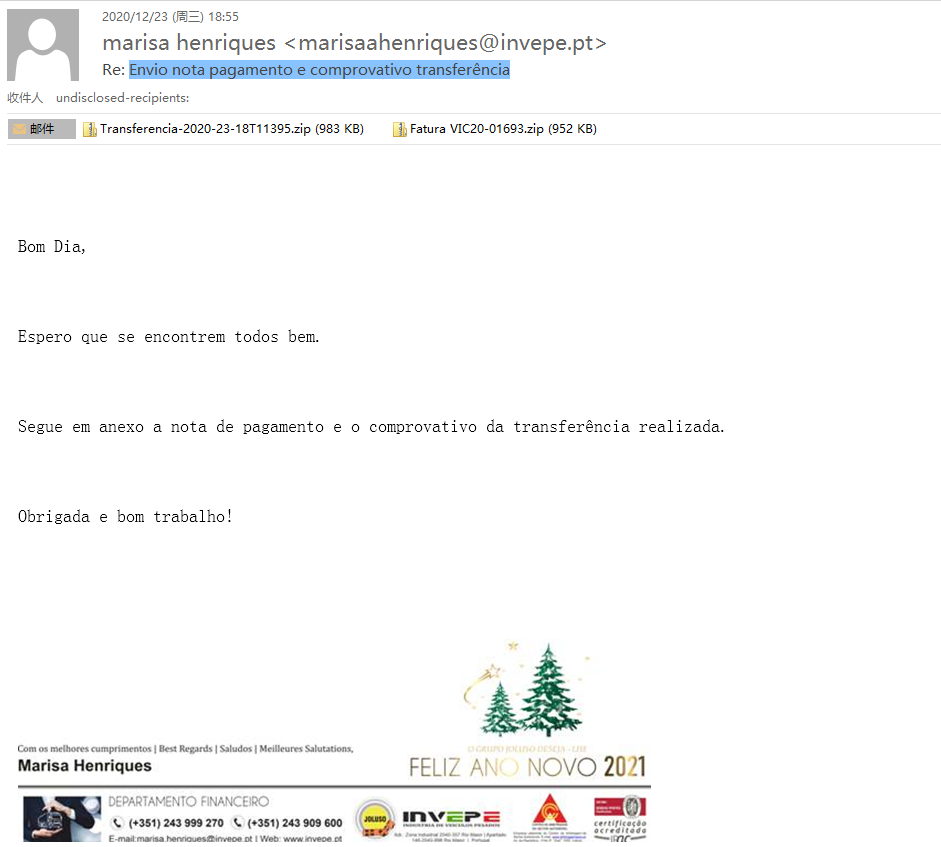 2020/12/23 (周三) 18:55
marisa henriques <marisaahenriques@invepe.pt>
Re: Envio nota pagamento e comprovativo transferência
收件人 undisclosed-recipients:
邮件 Transferencia-2020-23-18T11395.zip (983 KB) Fatura VIC20-01693.zip (952 KB)
Bom Dia,
Espero que se encontrem todos bem.
Segue em anexo a nota de pagamento e o comprovativo da transferência realizada.
Obrigada e bom trabalho!
Com os melhores cumprimentos | Best Regards | Saludos | Meilleures Salutations,
Marisa Henriques
O GRUPO JOLUSO DESEJA - LHE
FELIZ ANO NOVO 2021
DEPARTAMENTO FINANCEIRO
(+351) 243 999 270 (+351) 243 909 600
E-mail:marisa.henriques@invepe.pt | Web: www.invepe.pt
JOLUSO
INVEPE
certificação
acreditada